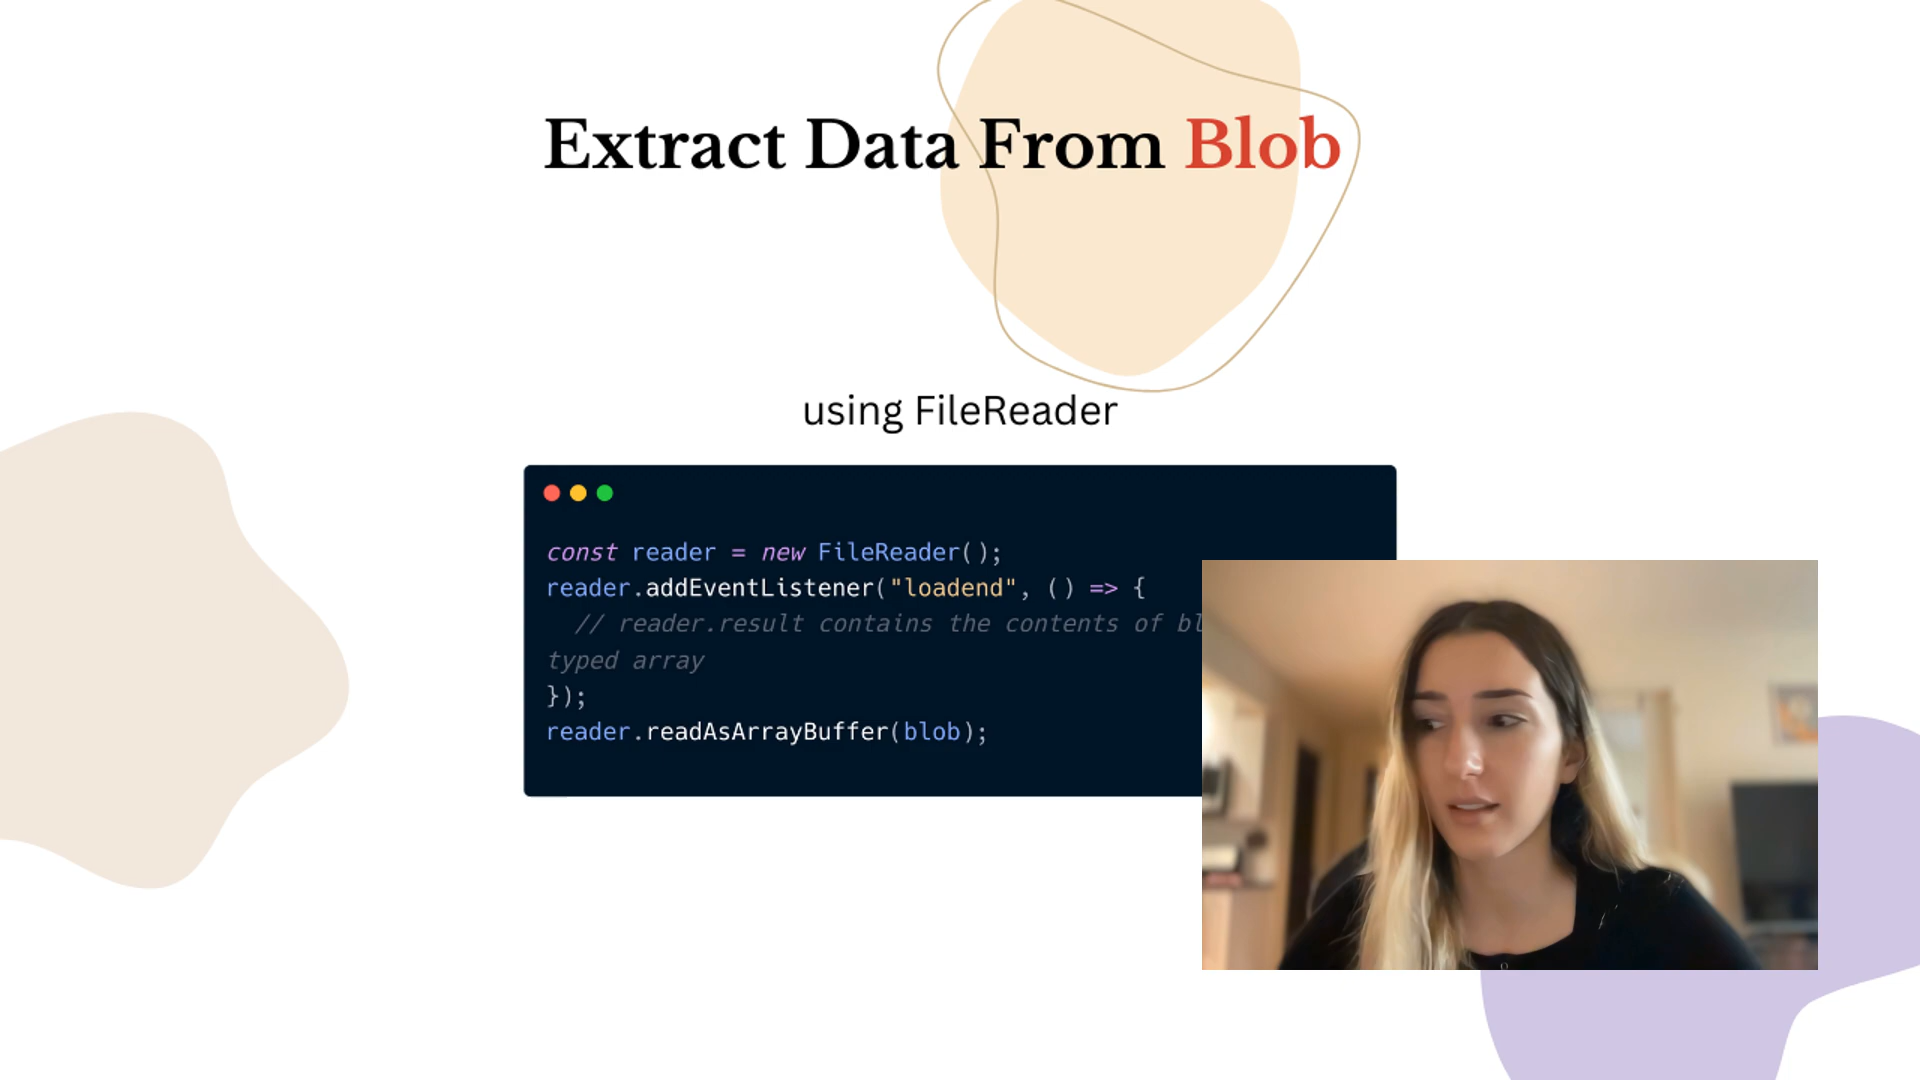 Extract Data From Blob
using FileReader
const reader = new FileReader();
reader.addEventListener("loadend", () => {
// reader.result contains the contents of
typed array
});
reader.readAsArrayBuffer(blob);